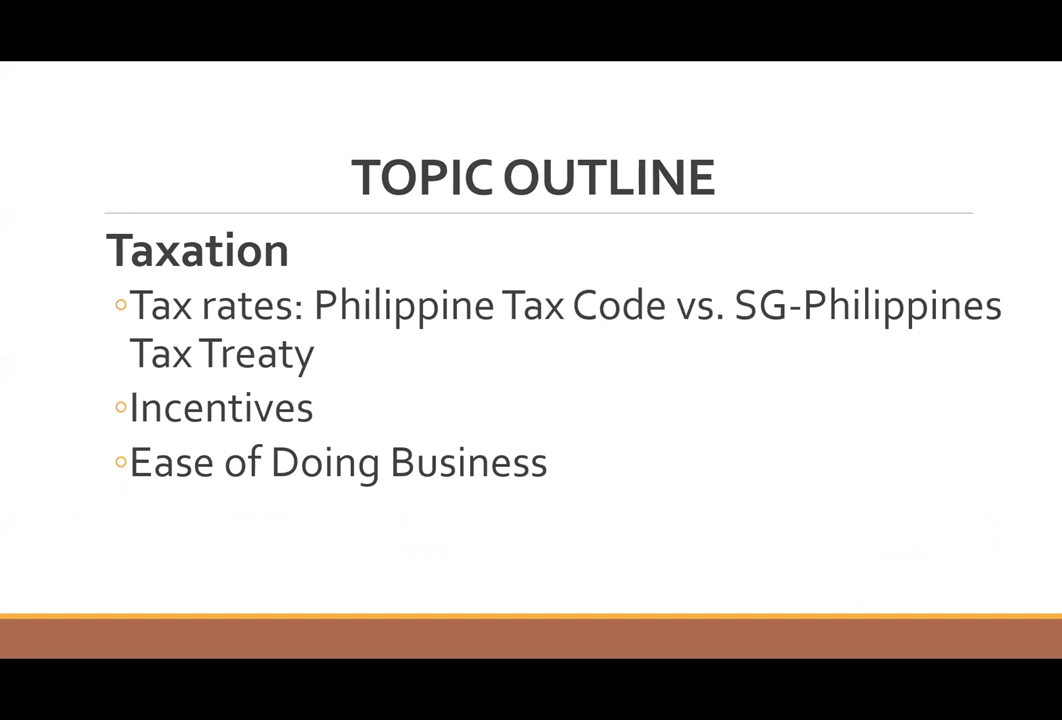 TOPIC OUTLINE
Taxation
◦Tax rates: Philippine Tax Code vs. SG-Philippines
Tax Treaty
◦Incentives
◦Ease of Doing Business